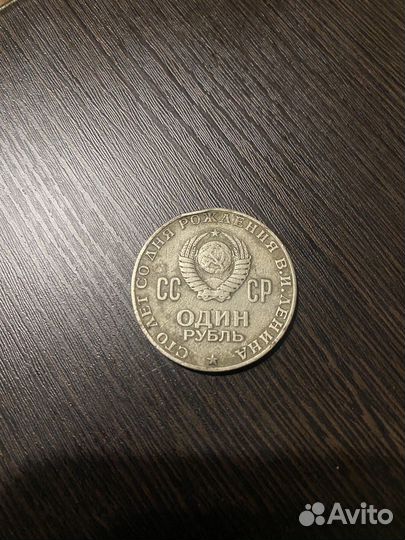 СТО ЛЕТ СО ДНЯ РОЖДЕНИЯ В.И.ЛЕНИНА
СС СР
ОДИН
РУБЛЬ
Avito